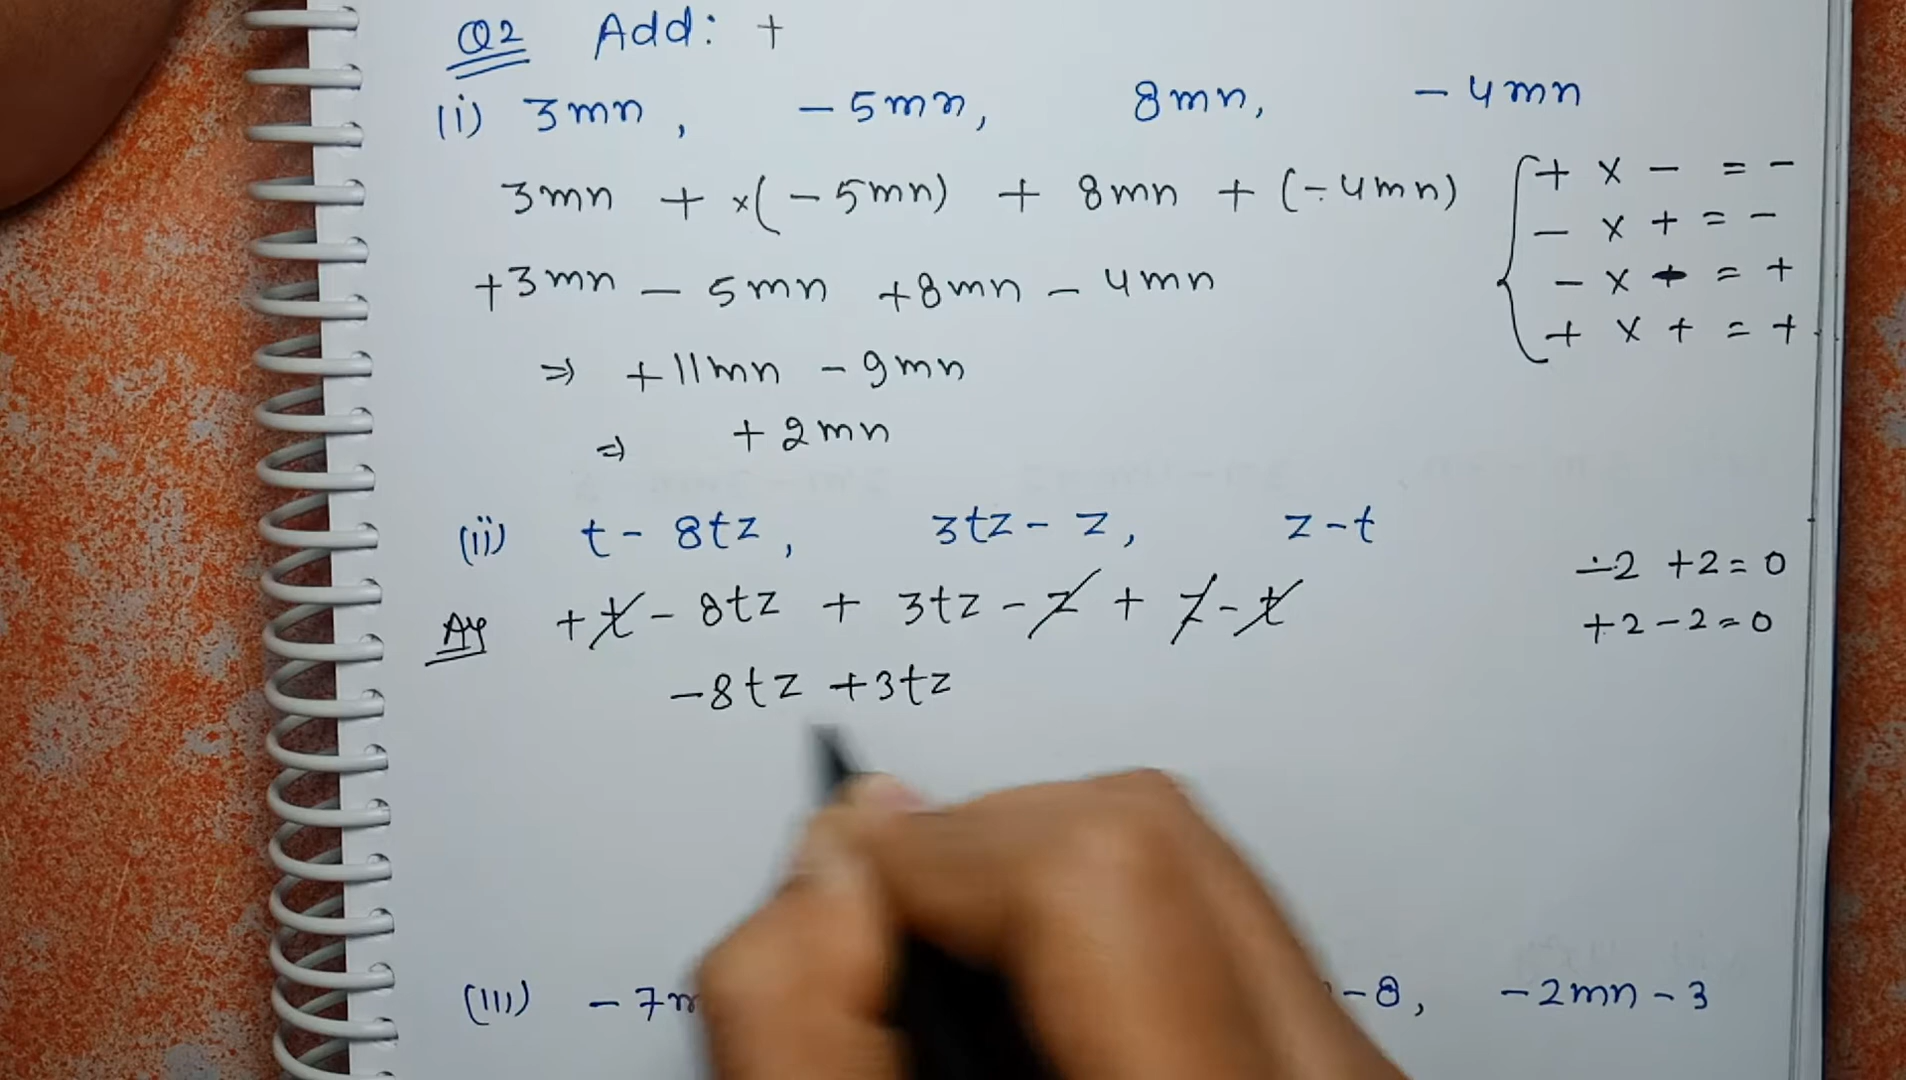 Q2 Add: +
(i) 3mn, -5mn, 8mn, -4mn
3mn + ×(-5mn) + 8mn + (-4mn)
+ × - = -
- × + = -
- × - = +
+ × + = +
+3mn - 5mn +8mn - 4mn
⇒ +11mn - 9mn
⇒ +2mn
(ii) t - 8tz, 3tz - z, z - t
-2 +2 = 0
+2 - 2 = 0
+t - 8tz + 3tz - z + z - t
-8tz +3tz
(iii) -7 -8, -2mn - 3